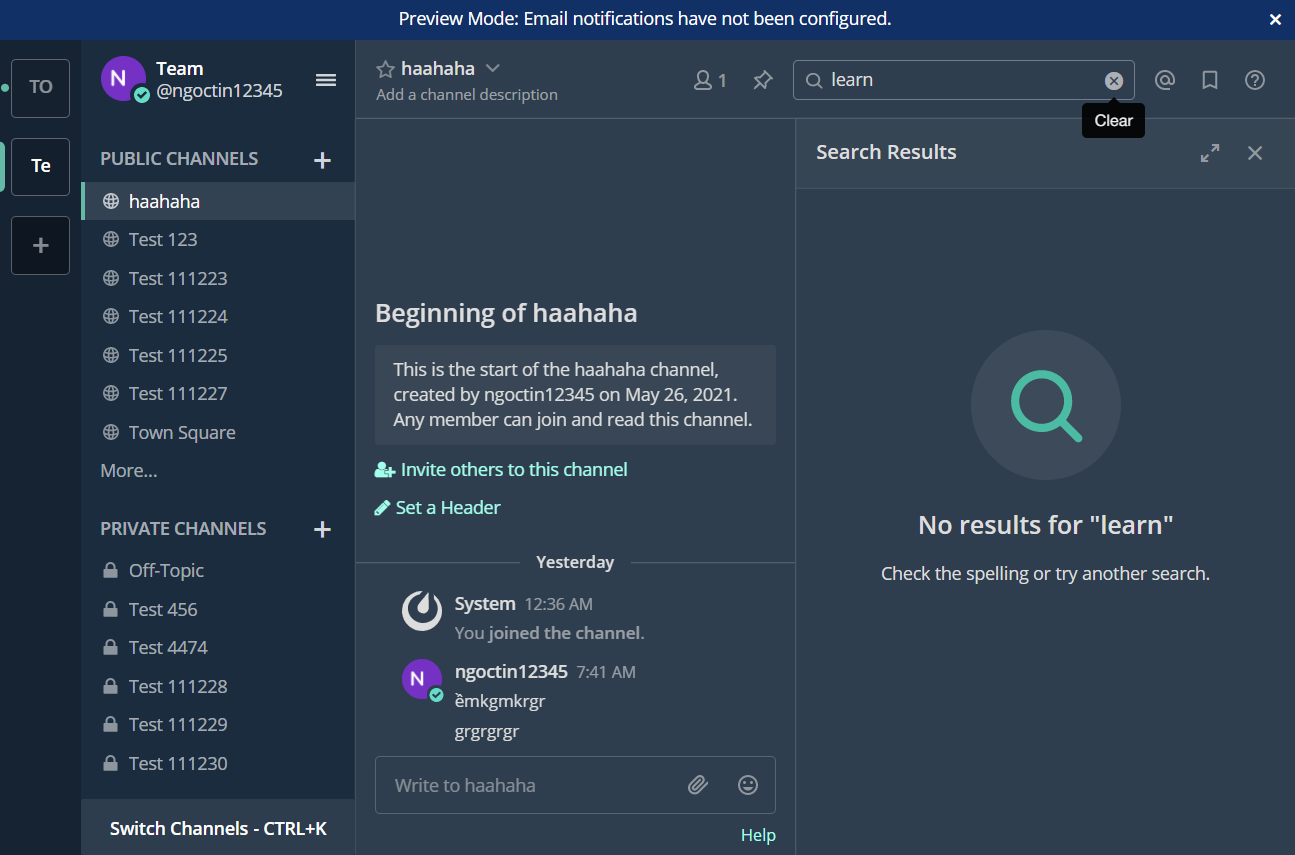 Preview Mode: Email notifications have not been configured.
TO
Te
N
Team
@ngoctin12345
PUBLIC CHANNELS
haahaha
Test 123
Test 111223
Test 111224
Test 111225
Test 111227
Town Square
More...
PRIVATE CHANNELS
Off-Topic
Test 456
Test 4474
Test 111228
Test 111229
Test 111230
Switch Channels - CTRL+K
haahaha
Add a channel description
1
learn
Clear
Beginning of haahaha
This is the start of the haahaha channel,
created by ngoctin12345 on May 26, 2021.
Any member can join and read this channel.
Invite others to this channel
Set a Header
Yesterday
System 12:36 AM
You joined the channel.
N
ngoctin12345 7:41 AM
ềmkgmkrgr
grgrgrgr
Write to haahaha
Help
Search Results
No results for "learn"
Check the spelling or try another search.